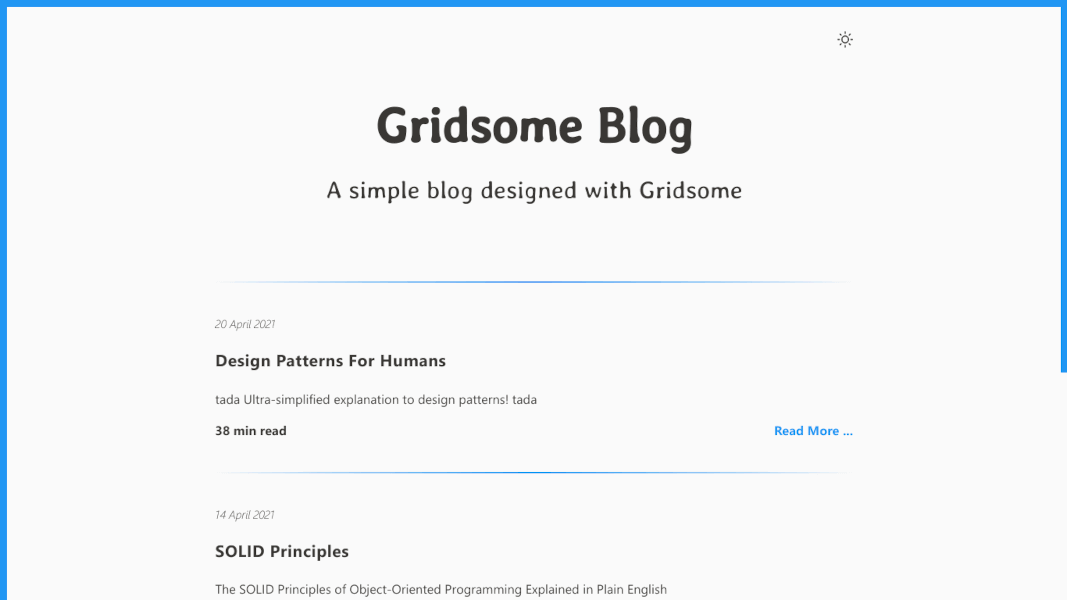 Gridsome Blog
A simple blog designed with Gridsome
20 April 2021
Design Patterns For Humans
tada Ultra-simplified explanation to design patterns! tada
38 min read
Read More ...
14 April 2021
SOLID Principles
The SOLID Principles of Object-Oriented Programming Explained in Plain English